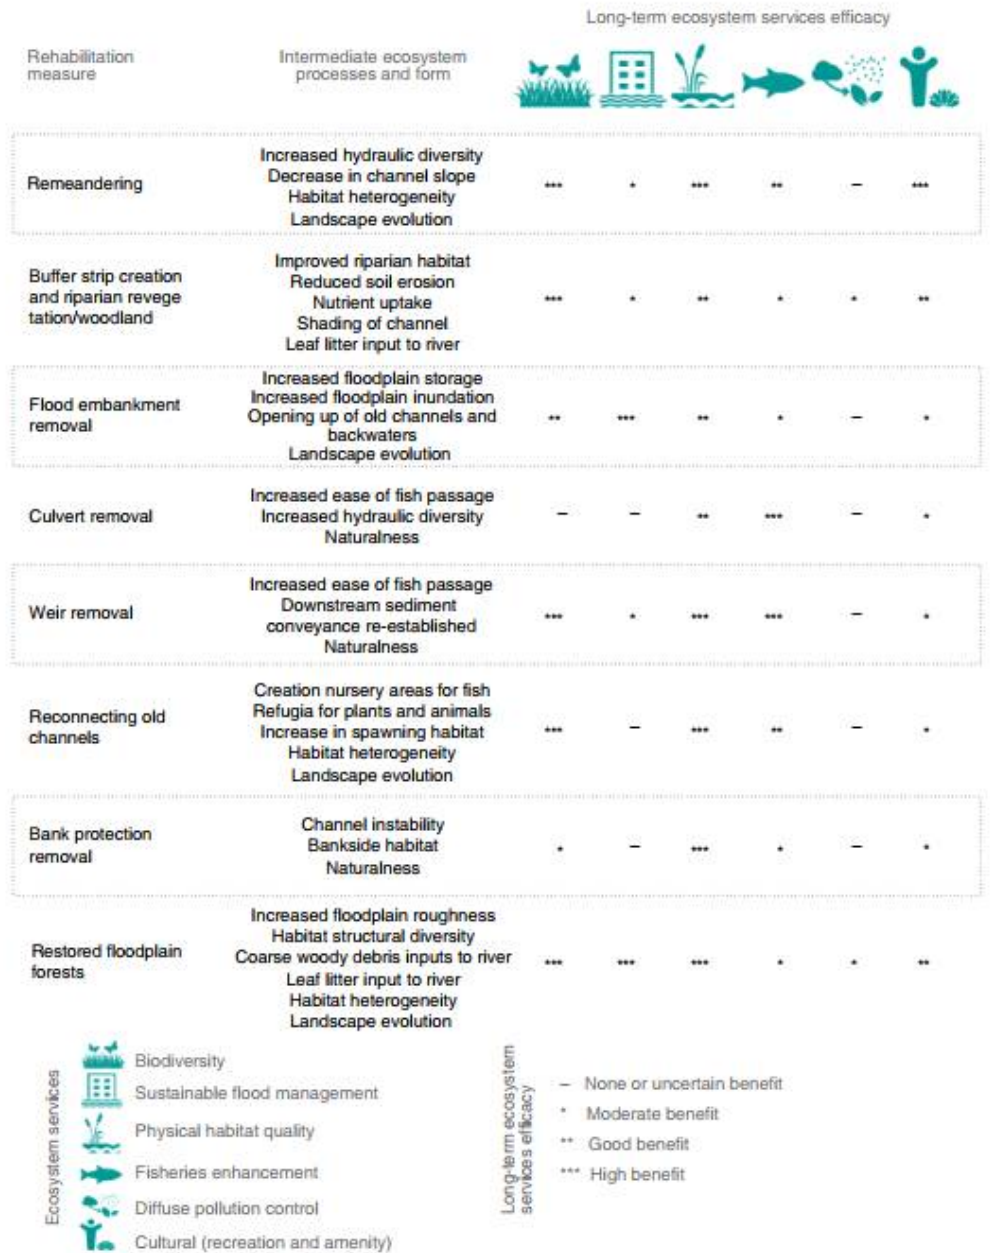 Long-term ecosystem services efficacy
Rehabilitation
measure
Intermediate ecosystem
processes and form
Remeandering
Increased hydraulic diversity
Decrease in channel slope
Habitat heterogeneity
Landscape evolution
*** * *** ** – ***
Buffer strip creation
and riparian revege
tation/woodland
Improved riparian habitat
Reduced soil erosion
Nutrient uptake
Shading of channel
Leaf litter input to river
*** * ** * * **
Flood embankment
removal
Increased floodplain storage
Increased floodplain inundation
Opening up of old channels and
backwaters
Landscape evolution
** *** ** * – *
Culvert removal
Increased ease of fish passage
Increased hydraulic diversity
Naturalness
– – ** *** – *
Weir removal
Increased ease of fish passage
Downstream sediment
conveyance re-established
Naturalness
*** * *** *** – *
Reconnecting old
channels
Creation nursery areas for fish
Refugia for plants and animals
Increase in spawning habitat
Habitat heterogeneity
Landscape evolution
*** – *** ** – *
Bank protection
removal
Channel instability
Bankside habitat
Naturalness
* – *** * – *
Restored floodplain
forests
Increased floodplain roughness
Habitat structural diversity
Coarse woody debris inputs to river
Leaf litter input to river
Habitat heterogeneity
Landscape evolution
*** *** *** * * **
Ecosystem services
Biodiversity
Sustainable flood management
Physical habitat quality
Fisheries enhancement
Diffuse pollution control
Cultural (recreation and amenity)
Long-term ecosystem
services efficacy
– None or uncertain benefit
* Moderate benefit
** Good benefit
*** High benefit